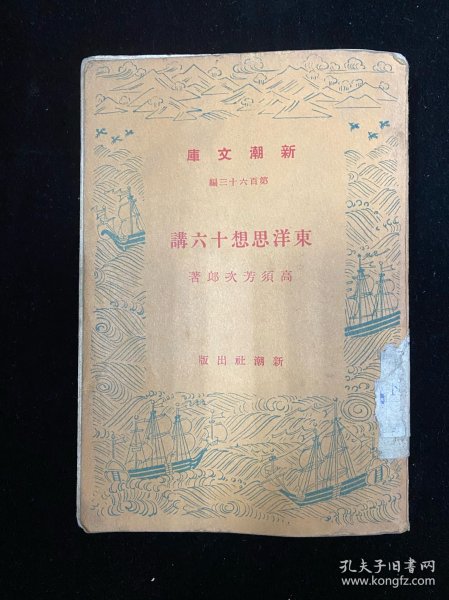 新潮文庫
第百六十三編
東洋思想十六講
高須芳次郎著
新潮社出版
孔夫子旧书网
www.kongfz.com